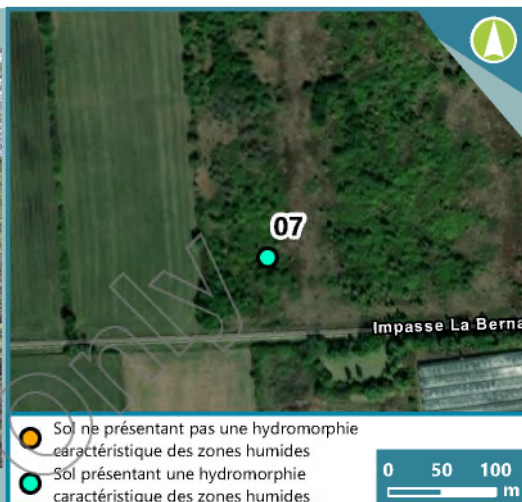 07
Impasse La Berna
Sol ne présentant pas une hydromorphie
caractéristique des zones humides
Sol présentant une hydromorphie
caractéristique des zones humides
0 50 100
m
only